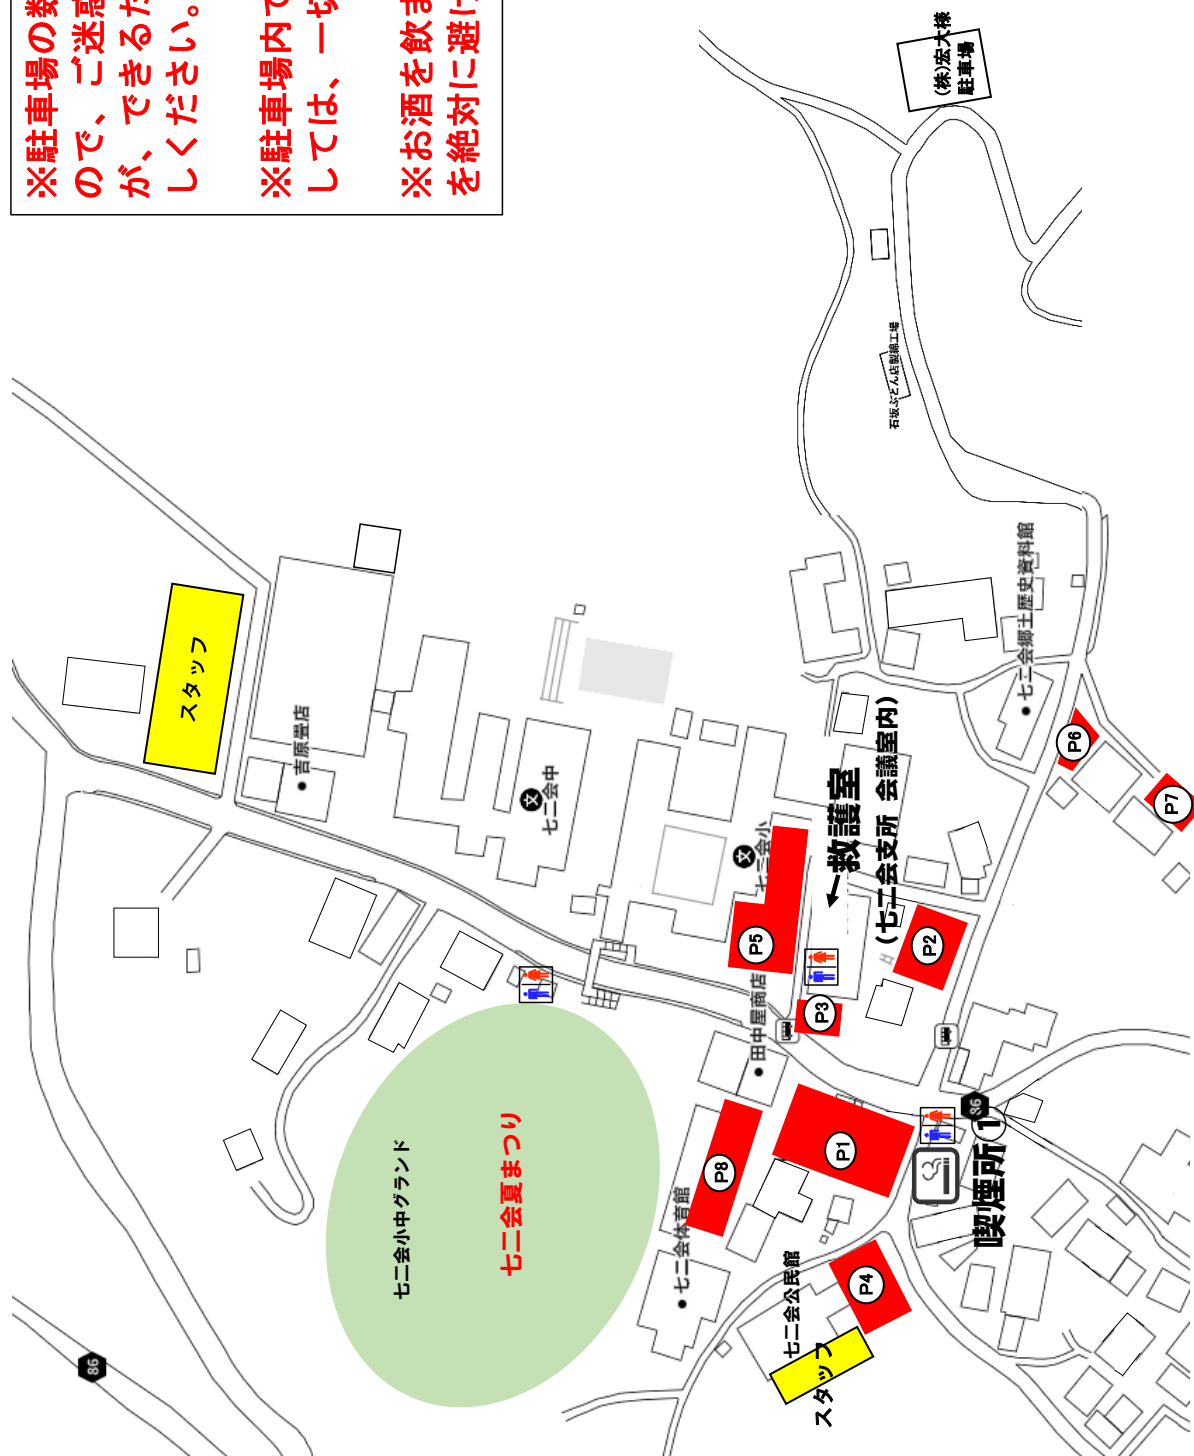 ※駐車場の数
ので、ご迷惑
が、できるだ
しください。
※駐車場内で
しては、一切
※お酒を飲ま
を絶対に避け
(株)宏大様
駐車場
石坂ぶとん店製綿工場
スタッフ
吉原畳店
七二会中
七二会小
七二会郷土歴史資料館
←救護室
(七二会支所 会議室内)
P6
P7
P5
P2
P3
田中屋商店
七二会小中グランド
七二会夏まつり
P8
P1
七二会体育館
86
喫煙所①
七二会公民館
P4
スタッフ
86
文
文